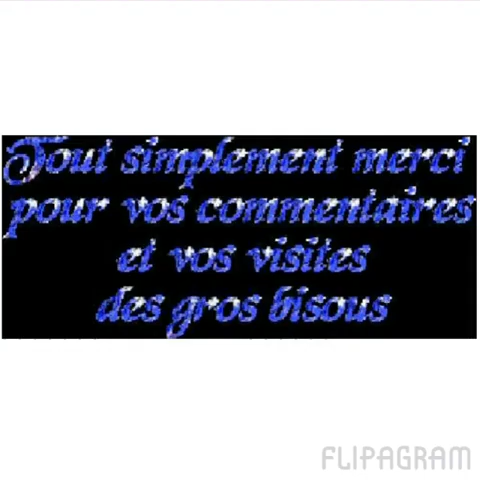 Tout simplement merci
pour vos commentaires
et vos visites
des gros bisous
FLIPAGRAM